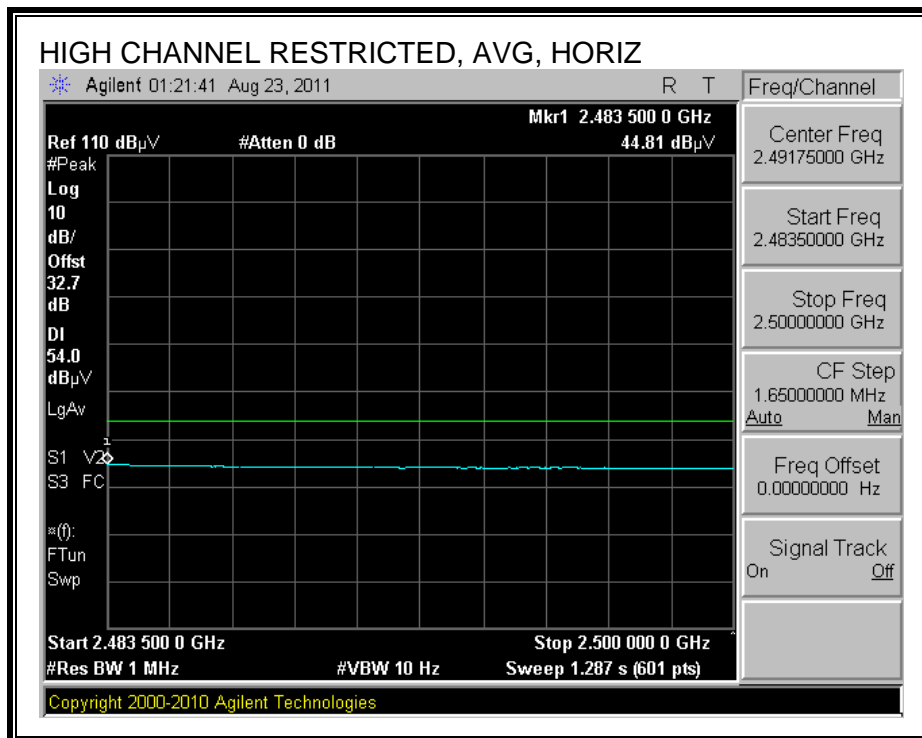 HIGH CHANNEL RESTRICTED, AVG, HORIZ
Agilent 01:21:41 Aug 23, 2011 R T
Mkr1 2.483 500 0 GHz
Ref 110 dBµV #Atten 0 dB 44.81 dBµV
#Peak
Log
10
dB/
Offst
32.7
dB
DI
54.0
dBµV
LgAv
1
S1 V2
S3 FC
¤(f):
FTun
Swp
Start 2.483 500 0 GHz Stop 2.500 000 0 GHz
#Res BW 1 MHz #VBW 10 Hz Sweep 1.287 s (601 pts)
Copyright 2000-2010 Agilent Technologies
Freq/Channel
Center Freq
2.49175000 GHz
Start Freq
2.48350000 GHz
Stop Freq
2.50000000 GHz
CF Step
1.65000000 MHz
Auto Man
Freq Offset
0.00000000 Hz
Signal Track
On Off